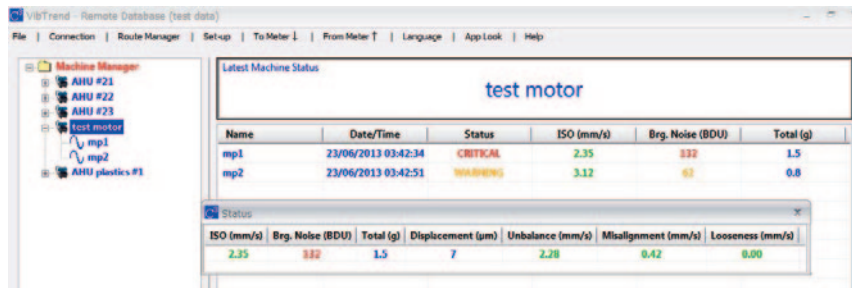 VibTrend - Remote Database (test data)
File | Connection | Route Manager | Set-up | To Meter ↓ | From Meter ↑ | Language | App Look | Help
Machine Manager
AHU #21
AHU #22
AHU #23
test motor
mp1
mp2
AHU plastics #1
Latest Machine Status
test motor
Name Date/Time Status ISO (mm/s) Brg. Noise (BDU) Total (g)
mp1 23/06/2013 03:42:34 CRITICAL 2.35 332 1.5
mp2 23/06/2013 03:42:51 WARNING 3.12 62 0.8
Status
ISO (mm/s) Brg. Noise (BDU) Total (g) Displacement (µm) Unbalance (mm/s) Misalignment (mm/s) Looseness (mm/s)
2.35 332 1.5 7 2.28 0.42 0.00